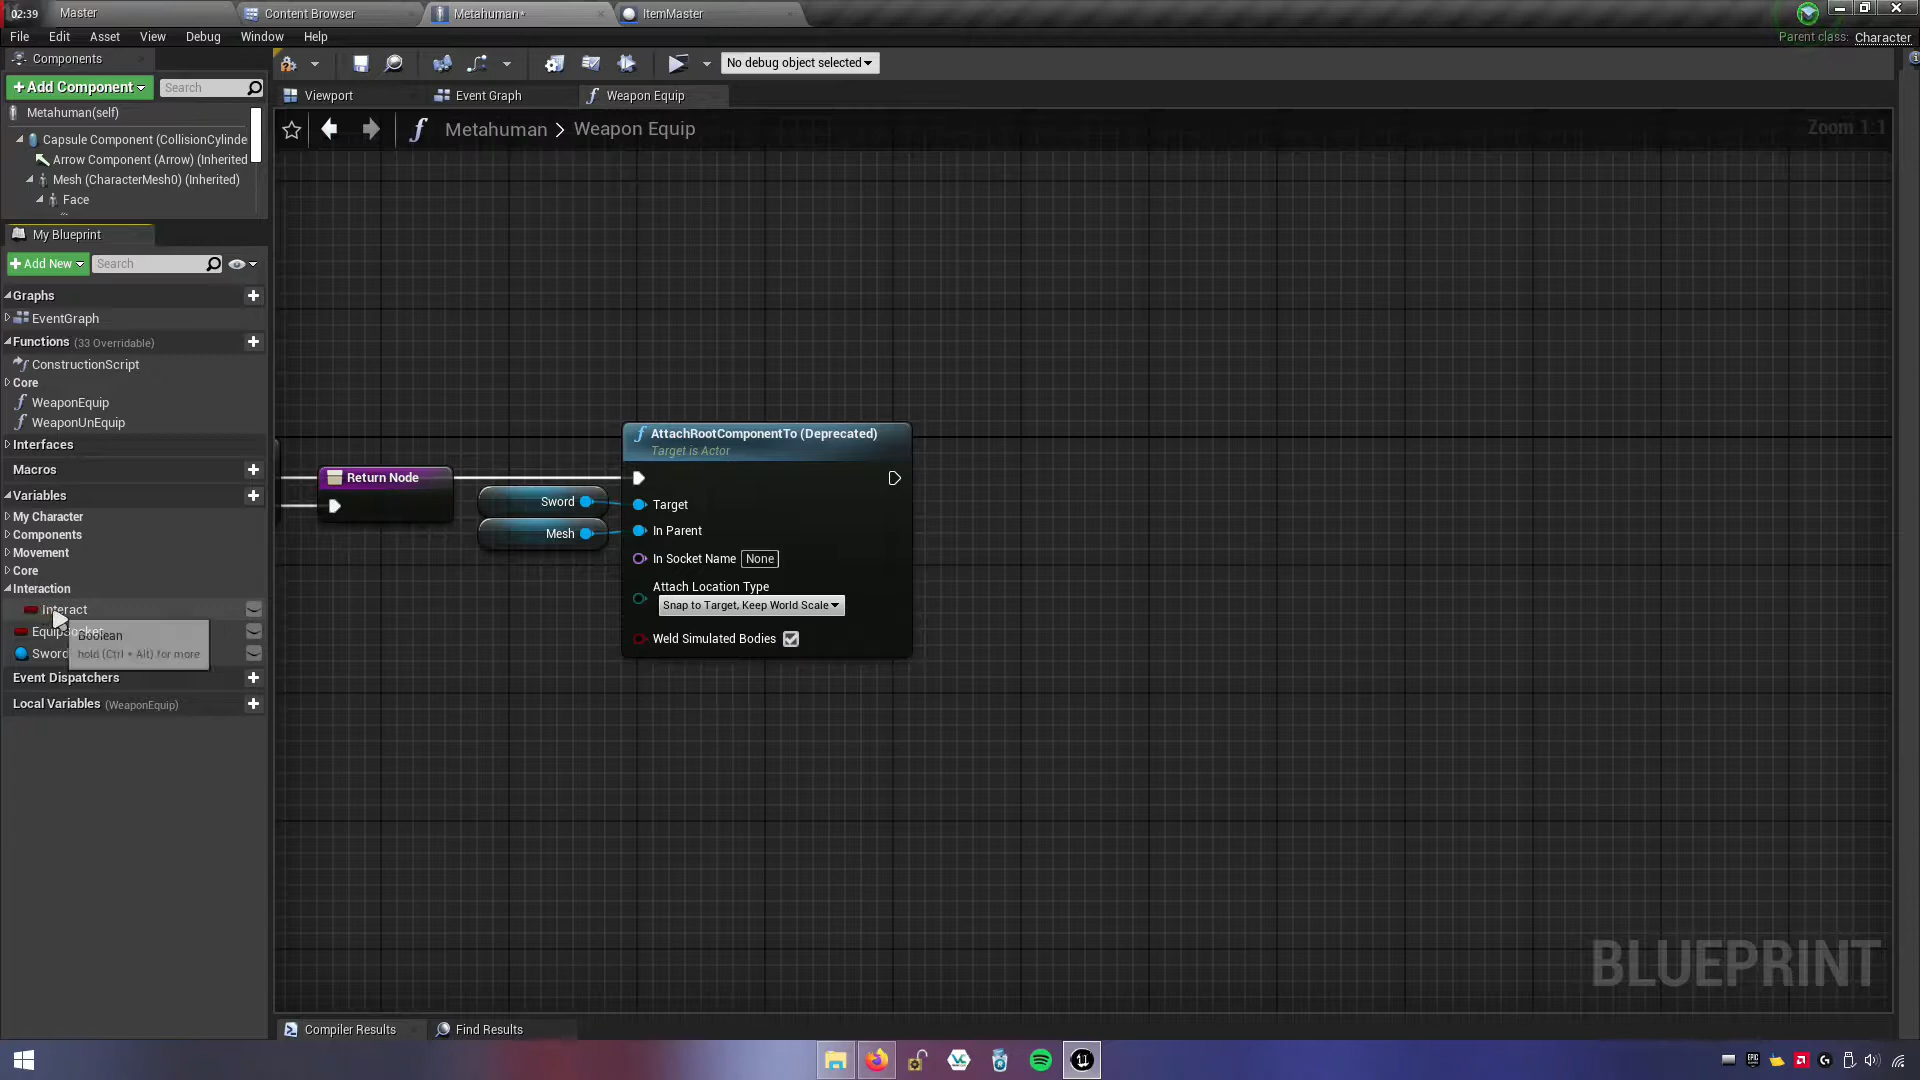 02:39
Master
Content Browser
Metahuman*
ItemMaster
File Edit Asset View Debug Window Help
Parent class: Character
Components
+Add Component
Search
No debug object selected
Metahuman(self)
Viewport
Event Graph
Weapon Equip
Metahuman > Weapon Equip
Zoom 1:1
Capsule Component (CollisionCylinde
Arrow Component (Arrow) (Inherited
Mesh (CharacterMesh0) (Inherited)
Face
My Blueprint
+Add New
Search
Graphs
EventGraph
Functions (33 Overridable)
ConstructionScript
Core
WeaponEquip
WeaponUnEquip
Interfaces
Macros
Variables
My Character
Components
Movement
Core
Interaction
Interact
EquipSocket
Boolean
hold (Ctrl + Alt) for more
Sword
Event Dispatchers
Local Variables (WeaponEquip)
Return Node
Sword
Mesh
AttachRootComponentTo (Deprecated)
Target is Actor
Target
In Parent
In Socket Name None
Attach Location Type
Snap to Target, Keep World Scale
Weld Simulated Bodies
BLUEPRINT
Compiler Results
Find Results